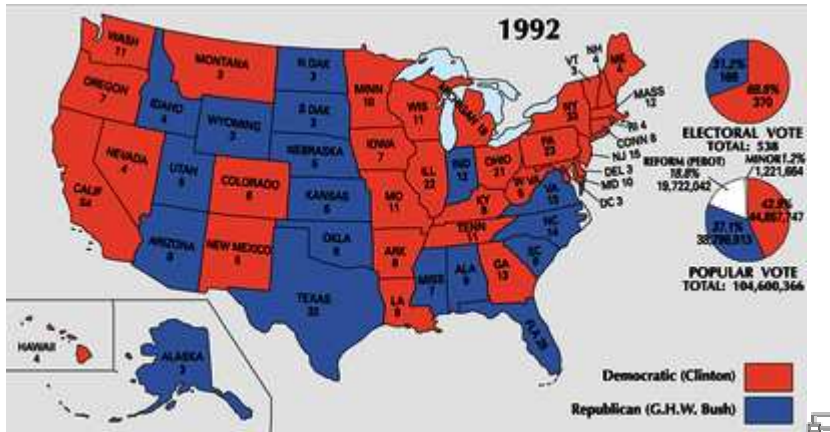 1992
WASH
11
OREGON
7
CALIF
54
NEVADA
4
IDAHO
4
MONTANA
3
WYOMING
3
UTAH
5
ARIZONA
8
COLORADO
8
NEW MEXICO
5
N DAK
3
S DAK
3
NEBRASKA
5
KANSAS
6
OKLA
8
TEXAS
32
MINN
10
IOWA
7
MO
11
ARK
6
LA
9
WIS
11
ILL
22
MICHIGAN 18
IND
12
OHIO
21
KY
8
TENN
11
MISS
7
ALA
9
GA
13
FLA 25
SC
8
NC
14
VA
13
W VA
5
PA
23
NY
33
VT
3
NH
4
ME
4
MASS
12
RI 4
CONN 8
NJ 15
DEL 3
MD 10
DC 3
HAWAII
4
ALASKA
3
31.2%
168
68.8%
370
ELECTORAL VOTE
TOTAL: 538
REFORM (PEROT)
18.8%
19,722,042
MINOR 1.2%
1,221,664
42.9%
37.1%
POPULAR VOTE
TOTAL: 104,600,366
Democratic (Clinton)
Republican (G.H.W. Bush)